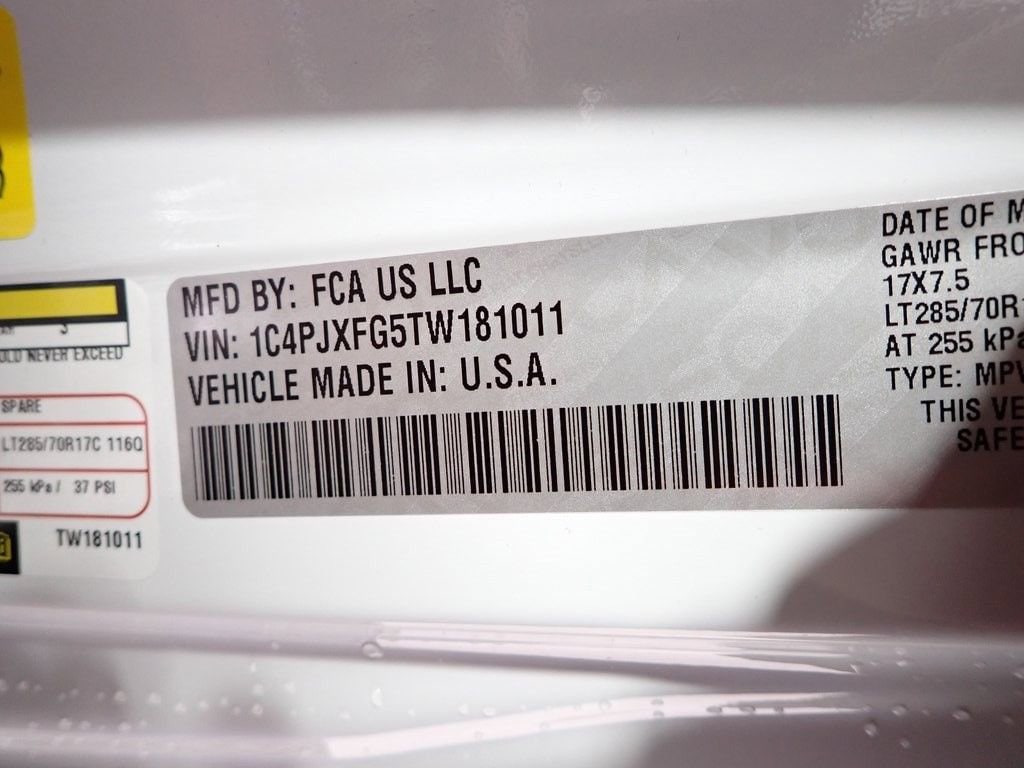 3
OULD NEVER EXCEED
SPARE
LT285/70R17C 116Q
255 kPa / 37 PSI
TW181011
MFD BY: FCA US LLC
VIN: 1C4PJXFG5TW181011
VEHICLE MADE IN: U.S.A.
DATE OF M
GAWR FRO
17X7.5
LT285/70R1
AT 255 kPa
TYPE: MPV
THIS VE
SAFE